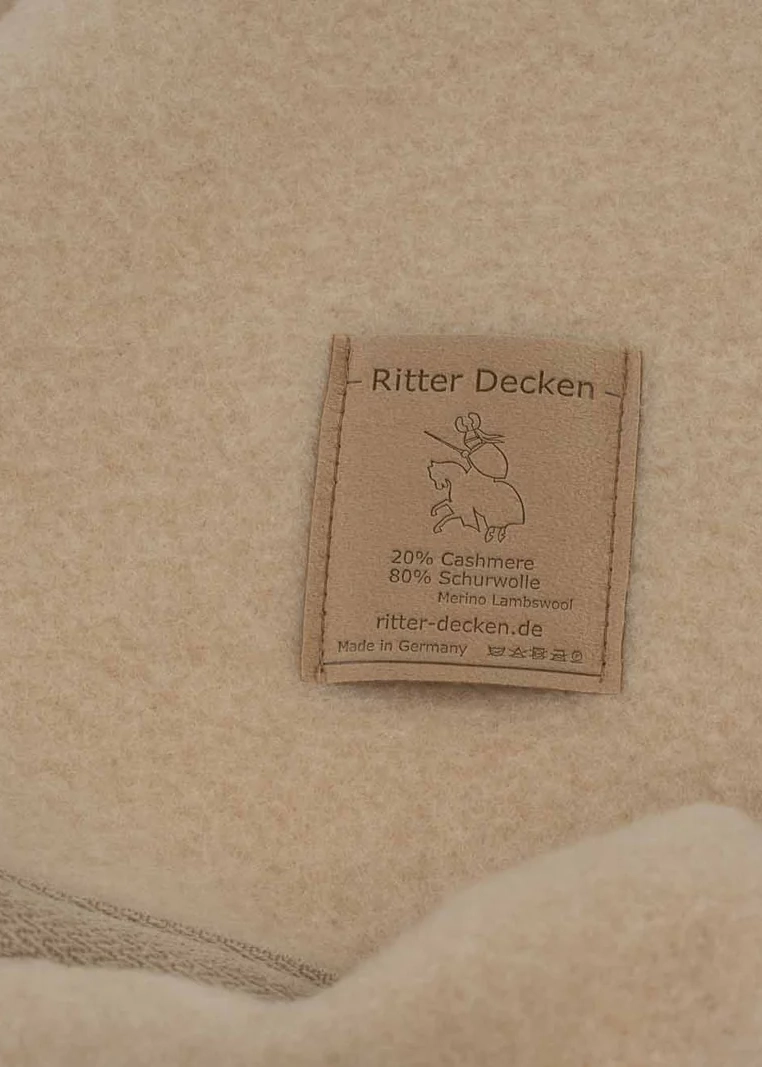 Ritter Decken
20% Cashmere
80% Schurwolle
Merino Lambswool
ritter-decken.de
Made in Germany